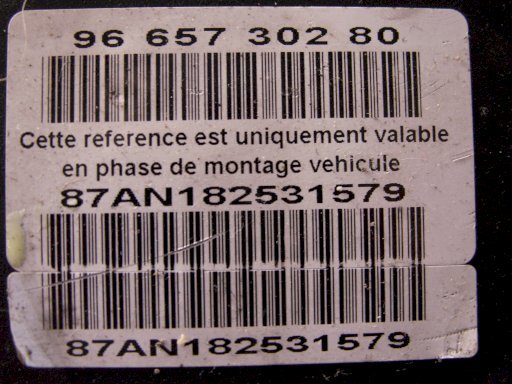 96 657 302 80
Cette reference est uniquement valable
en phase de montage vehicule
87AN182531579
87AN182531579